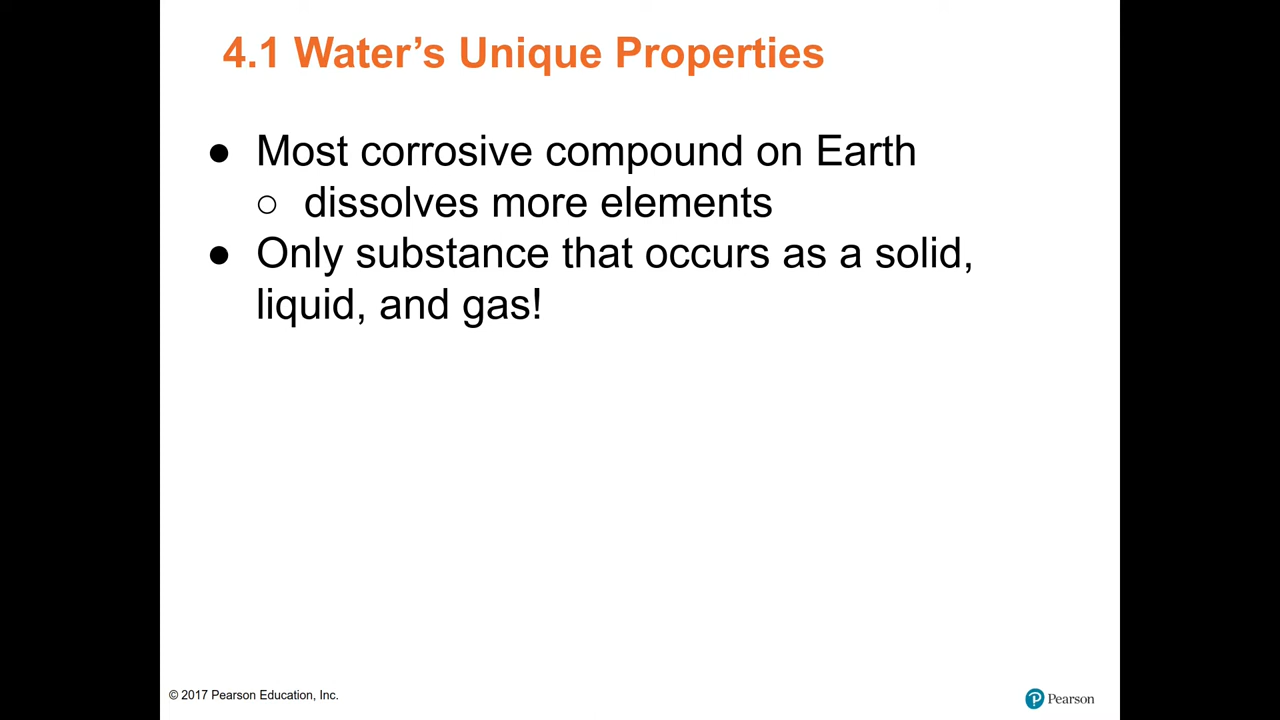 4.1 Water’s Unique Properties
● Most corrosive compound on Earth
○ dissolves more elements
● Only substance that occurs as a solid,
liquid, and gas!
© 2017 Pearson Education, Inc.
P Pearson